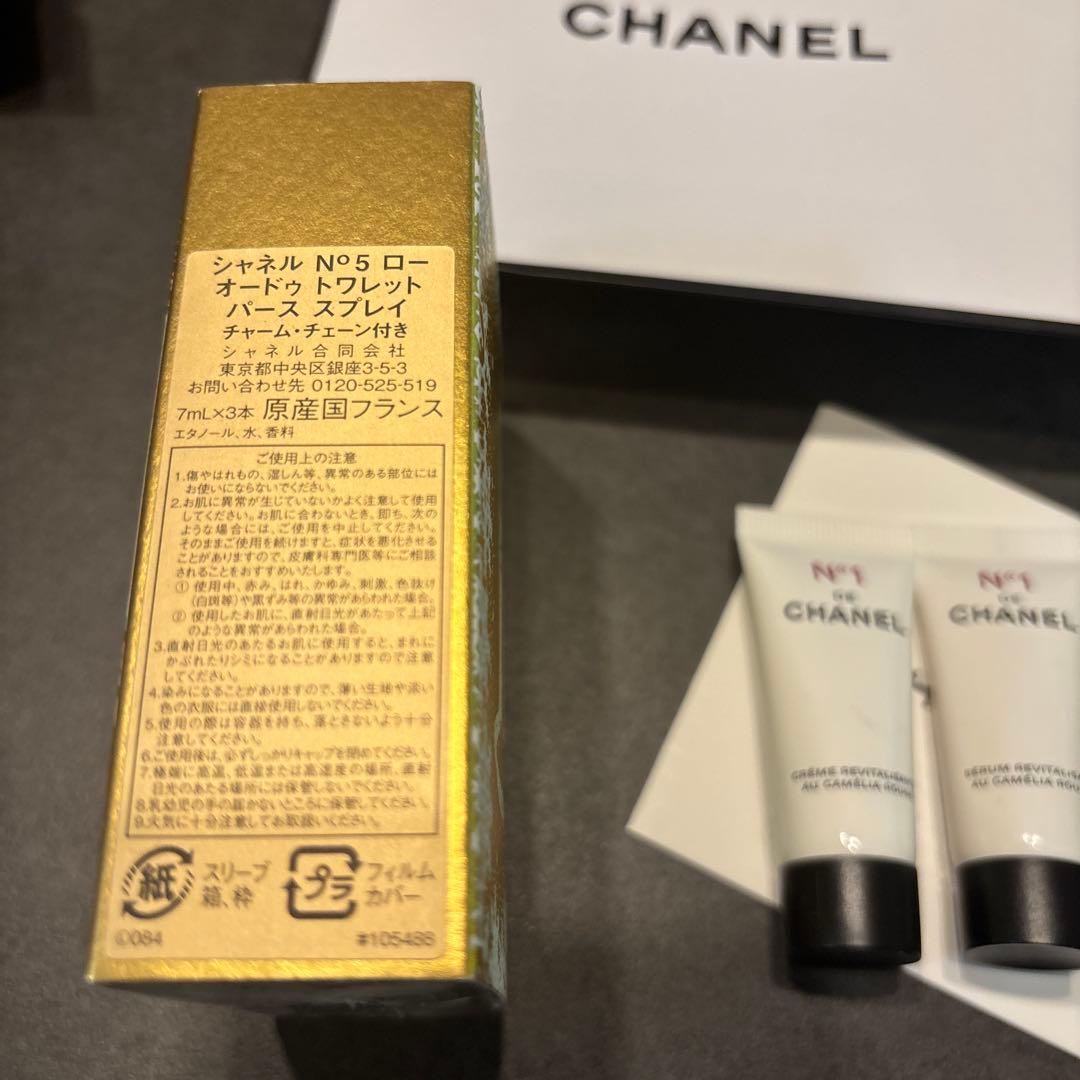 CHANEL
シャネル Nº5 ロー
オードゥ トワレット
パース スプレイ
チャーム・チェーン付き
シャネル合同会社
東京都中央区銀座3-5-3
お問い合わせ先 0120-525-519
7mL×3本 原産国フランス
エタノール、水、香料
ご使用上の注意
1.傷やはれもの、湿しん等、異常のある部位には
お使いにならないでください。
2.お肌に異常が生じていないかよく注意して使用
してください。お肌に合わないとき、即ち、次の
ような場合には、ご使用を中止してください。
そのままご使用を続けますと、症状を悪化させる
ことがありますので、皮膚科専門医等にご相談
されることをおすすめいたします。
① 使用中、赤み、はれ、かゆみ、刺激、色抜け
(白斑等)や黒ずみ等の異常があらわれた場合。
② 使用したお肌に、直射日光があたって上記
のような異常があらわれた場合。
3.直射日光のあたるお肌に使用すると、まれに
かぶれたりシミになることがありますので注意
してください。
4.染みになることがありますので、薄い生地や淡い
色の衣服には直接使用しないでください。
5.使用の際は容器を持ち、落とさないよう十分
注意してください。
6.ご使用後は、必ずしっかりキャップを閉めてください。
7.極端に高温、低温または高湿度の場所、直射
日光のあたる場所には保管しないでください。
8.乳幼児の手の届かないところに保管してください。
9.火気に十分注意してお取扱いください。
紙 スリーブ
箱、枠
プラ フィルム
カバー
©084
#105488
Nº1
DE
CHANEL
CRÈME REVITALISA
AU CAMÉLIA ROU
Nº1
DE
CHANEL
SÉRUM REVITALISA
AU CAMÉLIA ROU